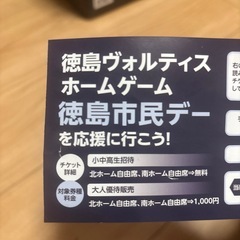 徳島ヴォルティス
ホームゲーム
徳島市民デー
を応援に行こう!
チケット
詳細
小中高生招待
北ホーム自由席、南ホーム自由席⇒無料
対象券種
料金
大人優待販売
北ホーム自由席、南ホーム自由席⇒1,000円